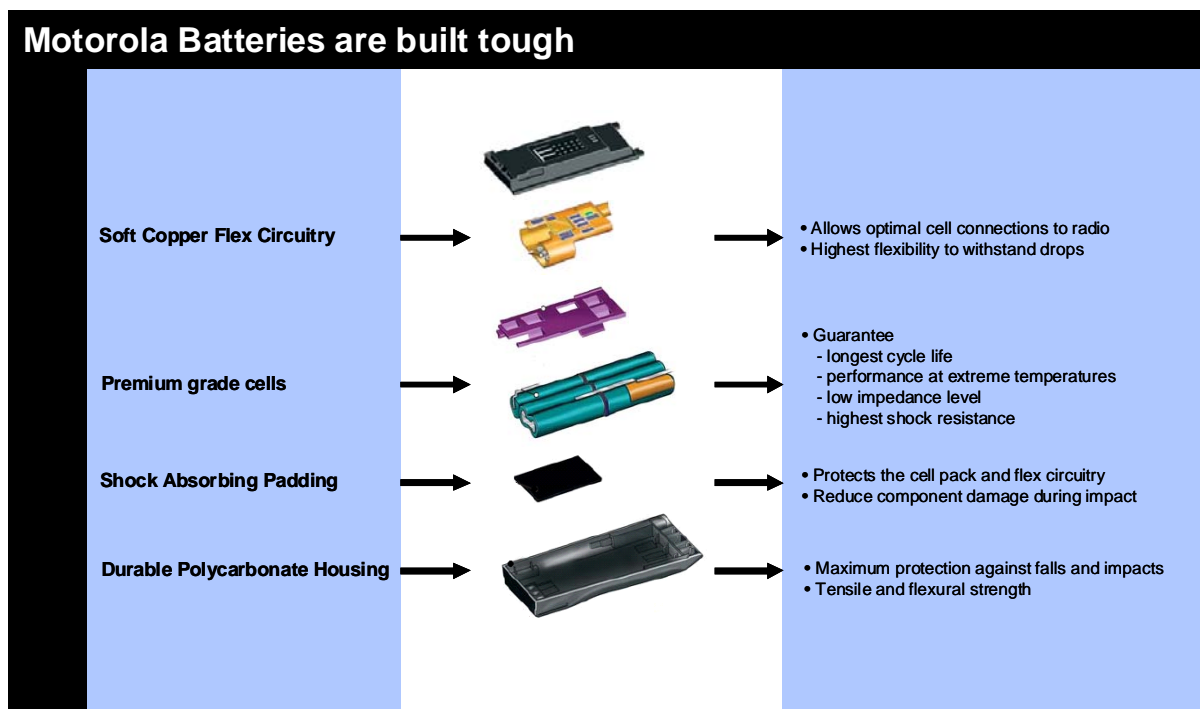 Motorola Batteries are built tough
Soft Copper Flex Circuitry
• Allows optimal cell connections to radio
• Highest flexibility to withstand drops
Premium grade cells
• Guarantee
- longest cycle life
- performance at extreme temperatures
- low impedance level
- highest shock resistance
Shock Absorbing Padding
• Protects the cell pack and flex circuitry
• Reduce component damage during impact
Durable Polycarbonate Housing
• Maximum protection against falls and impacts
• Tensile and flexural strength